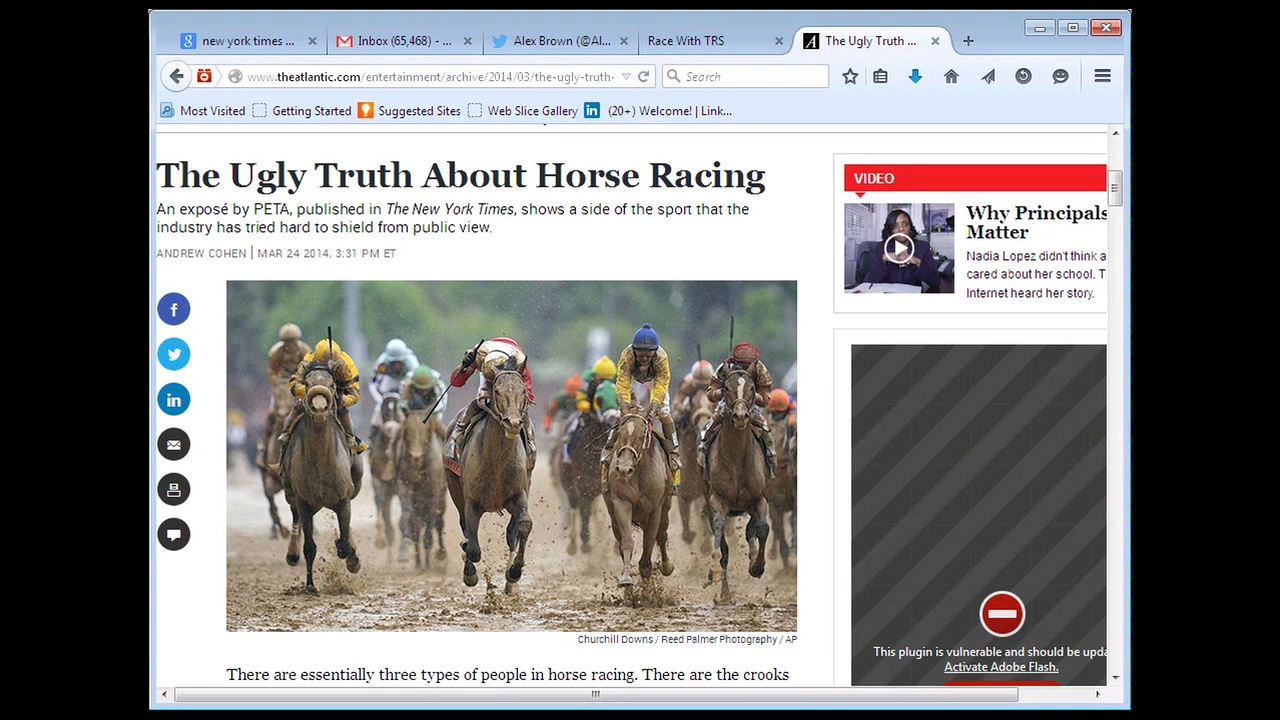 new york times ...
Inbox (65,469) - ...
Alex Brown (@Al...
Race With TRS
The Ugly Truth ...
www.theatlantic.com/entertainment/archive/2014/03/the-ugly-truth-
Search
Most Visited
Getting Started
Suggested Sites
Web Slice Gallery
(20+) Welcome! | Link...
The Ugly Truth About Horse Racing
An exposé by PETA, published in The New York Times, shows a side of the sport that the
industry has tried hard to shield from public view.
ANDREW COHEN | MAR 24 2014, 3:31 PM ET
Churchill Downs / Reed Palmer Photography / AP
There are essentially three types of people in horse racing. There are the crooks
VIDEO
Why Principals
Matter
Nadia Lopez didn't think a
cared about her school. T
Internet heard her story.
This plugin is vulnerable and should be upda
Activate Adobe Flash.